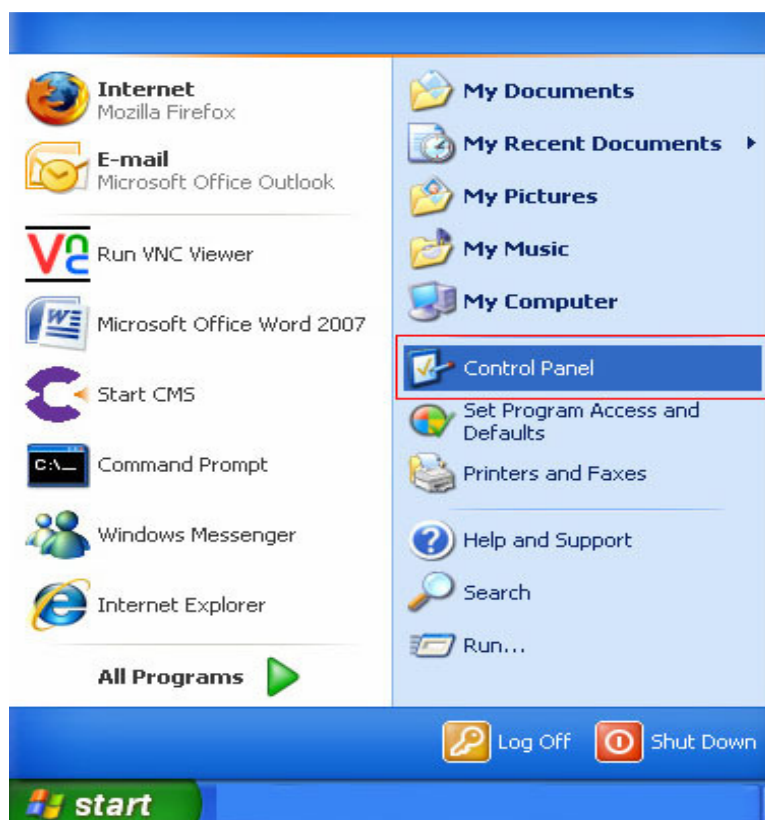 Internet
Mozilla Firefox
E-mail
Microsoft Office Outlook
Run VNC Viewer
Microsoft Office Word 2007
Start CMS
C:\_
Command Prompt
Windows Messenger
Internet Explorer
All Programs
My Documents
My Recent Documents
My Pictures
My Music
My Computer
Control Panel
Set Program Access and
Defaults
Printers and Faxes
Help and Support
Search
Run...
Log Off
Shut Down
start